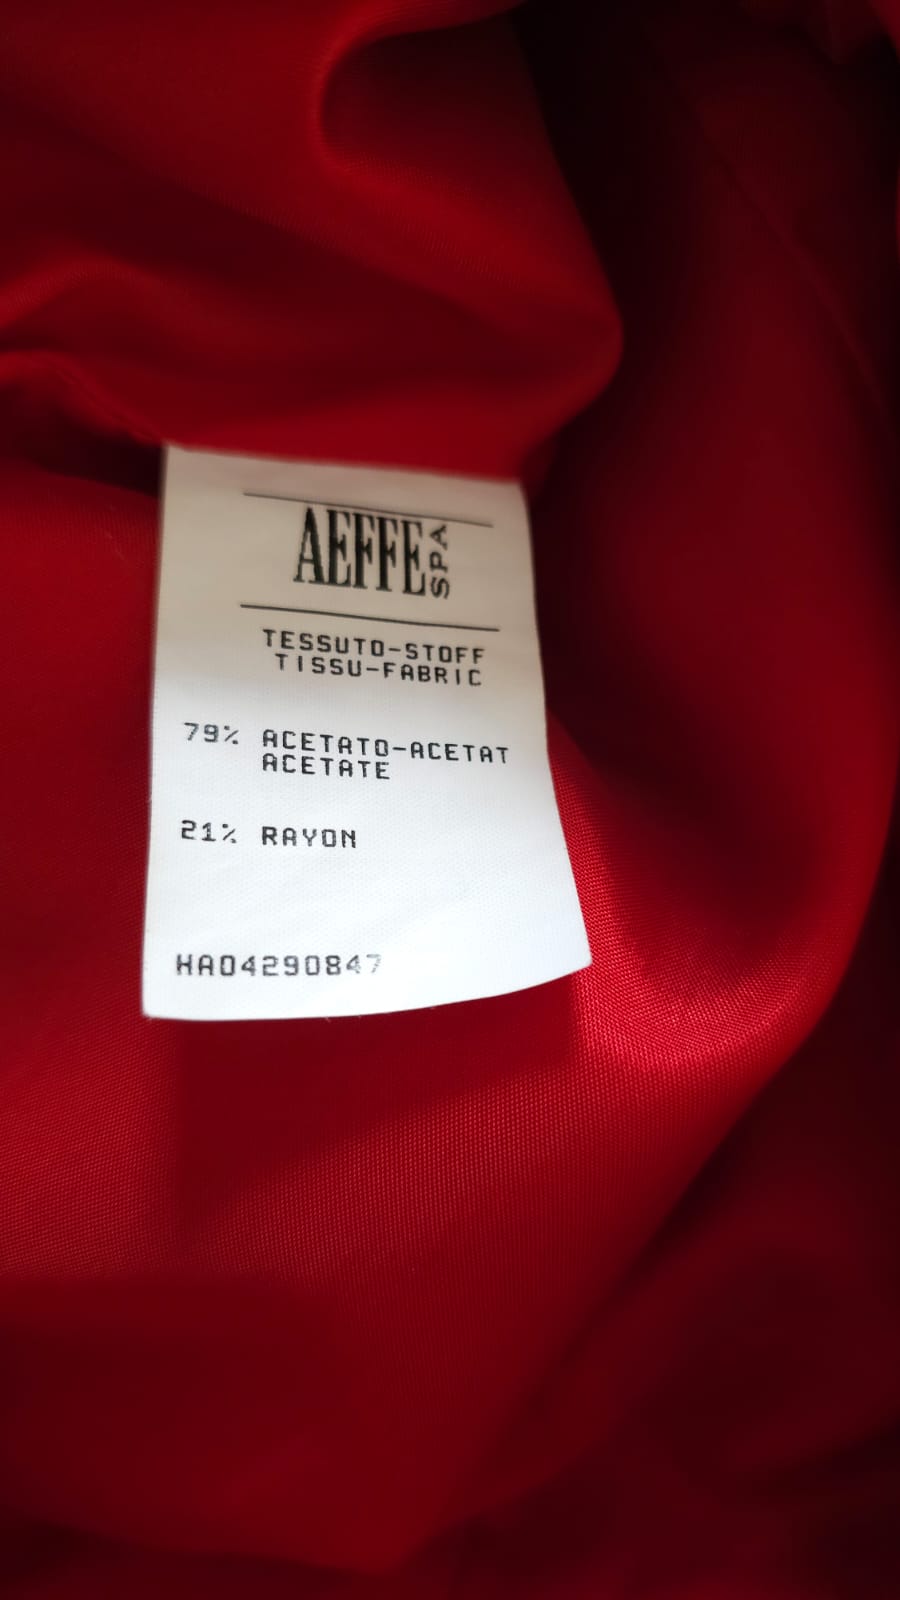 AEFFE SPA
TESSUTO-STOFF
TISSU-FABRIC
79% ACETATO-ACETAT
ACETATE
21% RAYON
HA04290847